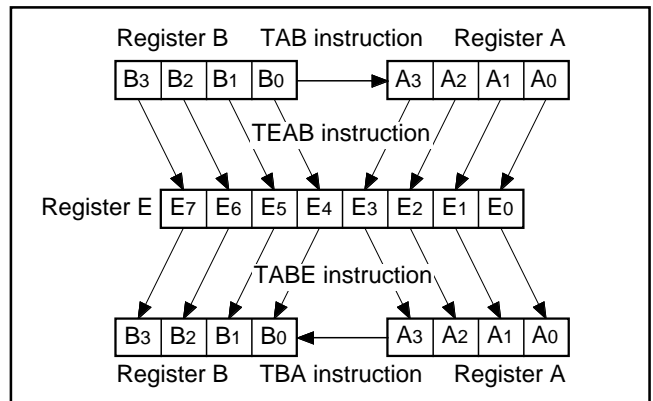 Register B TAB instruction Register A
B3 B2 B1 B0 A3 A2 A1 A0
TEAB instruction
Register E E7 E6 E5 E4 E3 E2 E1 E0
TABE instruction
B3 B2 B1 B0 A3 A2 A1 A0
Register B TBA instruction Register A